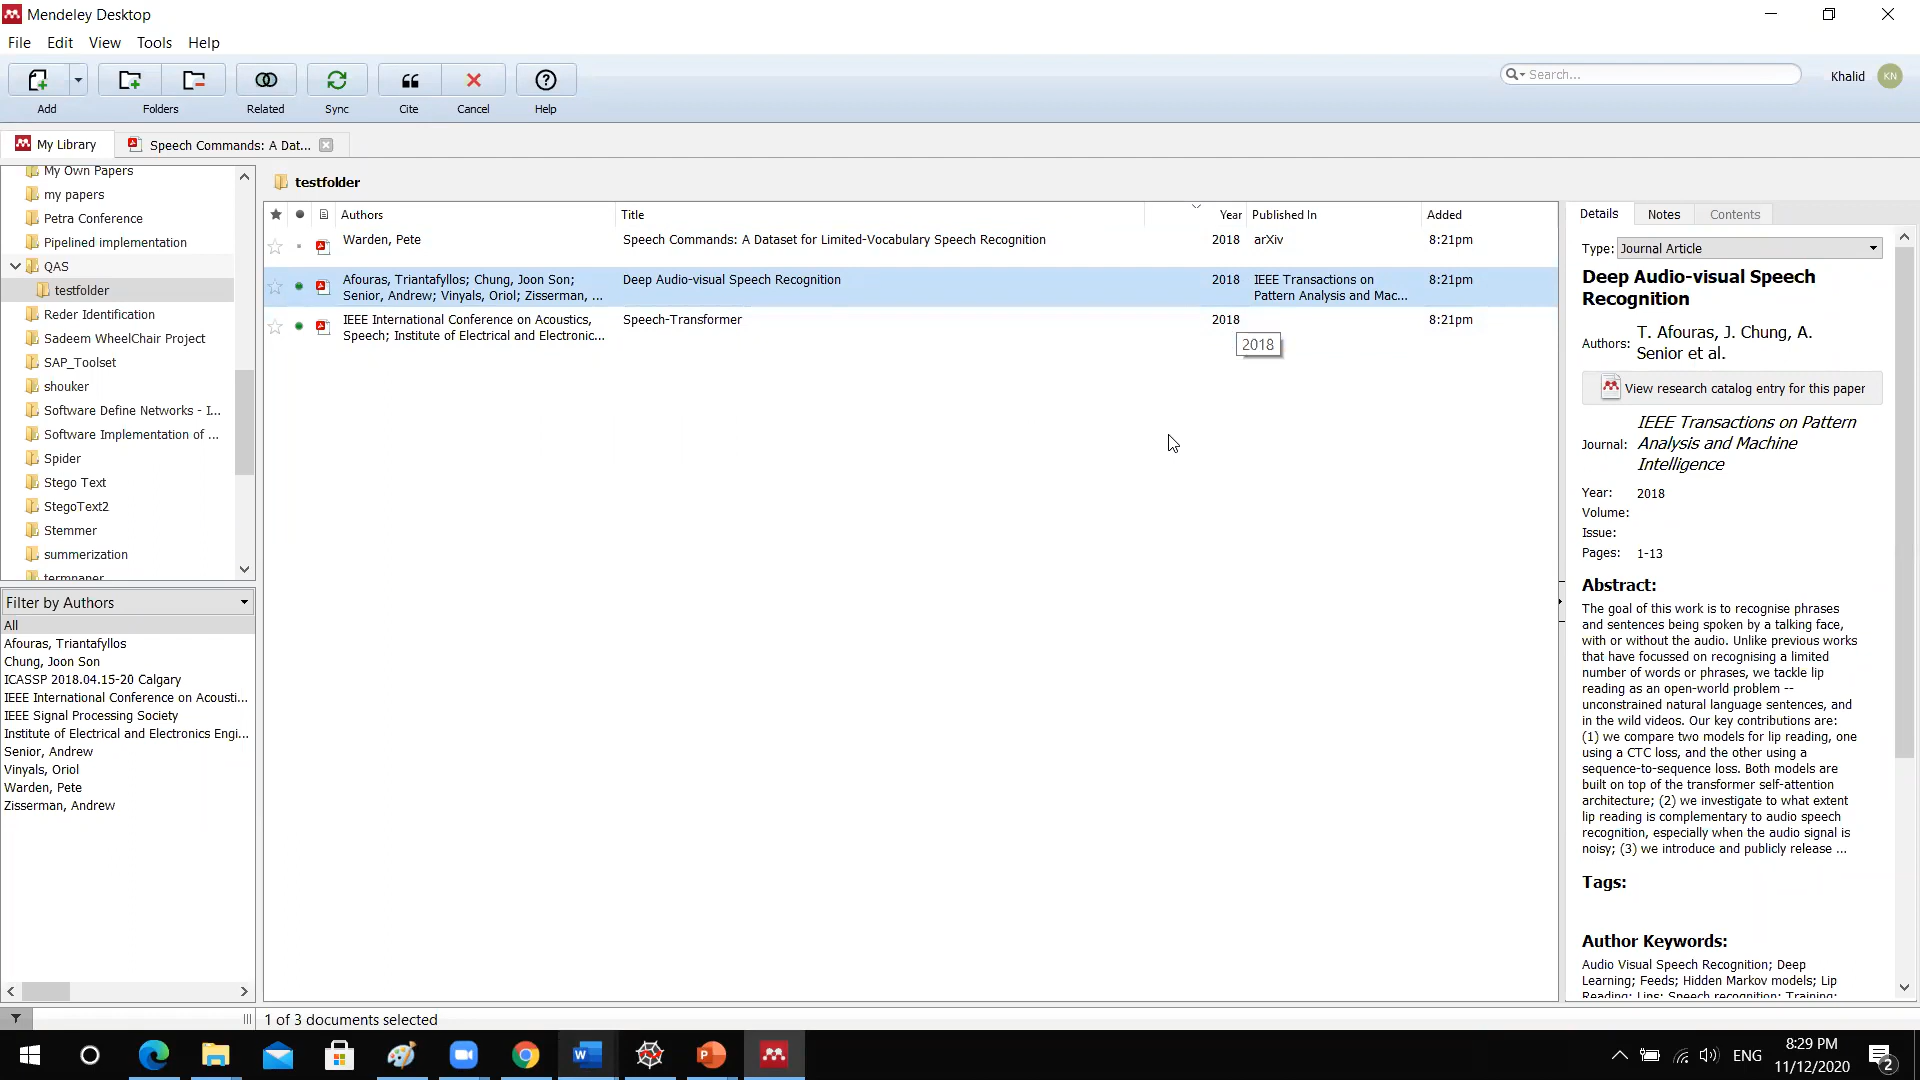 Mendeley Desktop
File Edit View Tools Help
Add Folders Related Sync Cite Cancel Help
Search...
Khalid KN
My Library Speech Commands: A Dat...
My Own Papers
my papers
Petra Conference
Pipelined implementation
QAS
testfolder
Reder Identification
Sadeem WheelChair Project
SAP_Toolset
shouker
Software Define Networks - I...
Software Implementation of ...
Spider
Stego Text
StegoText2
Stemmer
summerization
termpaper
Filter by Authors
All
Afouras, Triantafyllos
Chung, Joon Son
ICASSP 2018.04.15-20 Calgary
IEEE International Conference on Acousti...
IEEE Signal Processing Society
Institute of Electrical and Electronics Engi...
Senior, Andrew
Vinyals, Oriol
Warden, Pete
Zisserman, Andrew
testfolder
Authors Title Year Published In Added
Warden, Pete Speech Commands: A Dataset for Limited-Vocabulary Speech Recognition 2018 arXiv 8:21pm
Afouras, Triantafyllos; Chung, Joon Son; Deep Audio-visual Speech Recognition 2018 IEEE Transactions on 8:21pm
Senior, Andrew; Vinyals, Oriol; Zisserman, ... Pattern Analysis and Mac...
IEEE International Conference on Acoustics, Speech-Transformer 2018 8:21pm
Speech; Institute of Electrical and Electronic...
2018
Details Notes Contents
Type: Journal Article
Deep Audio-visual Speech
Recognition
Authors: T. Afouras, J. Chung, A.
Senior et al.
View research catalog entry for this paper
Journal: IEEE Transactions on Pattern
Analysis and Machine
Intelligence
Year: 2018
Volume:
Issue:
Pages: 1-13
Abstract:
The goal of this work is to recognise phrases
and sentences being spoken by a talking face,
with or without the audio. Unlike previous works
that have focussed on recognising a limited
number of words or phrases, we tackle lip
reading as an open-world problem --
unconstrained natural language sentences, and
in the wild videos. Our key contributions are:
(1) we compare two models for lip reading, one
using a CTC loss, and the other using a
sequence-to-sequence loss. Both models are
built on top of the transformer self-attention
architecture; (2) we investigate to what extent
lip reading is complementary to audio speech
recognition, especially when the audio signal is
noisy; (3) we introduce and publicly release ...
Tags:
Author Keywords:
Audio Visual Speech Recognition; Deep
Learning; Feeds; Hidden Markov models; Lip
Reading; Lips; Speech recognition; Training;
1 of 3 documents selected
ENG
8:29 PM
11/12/2020
2